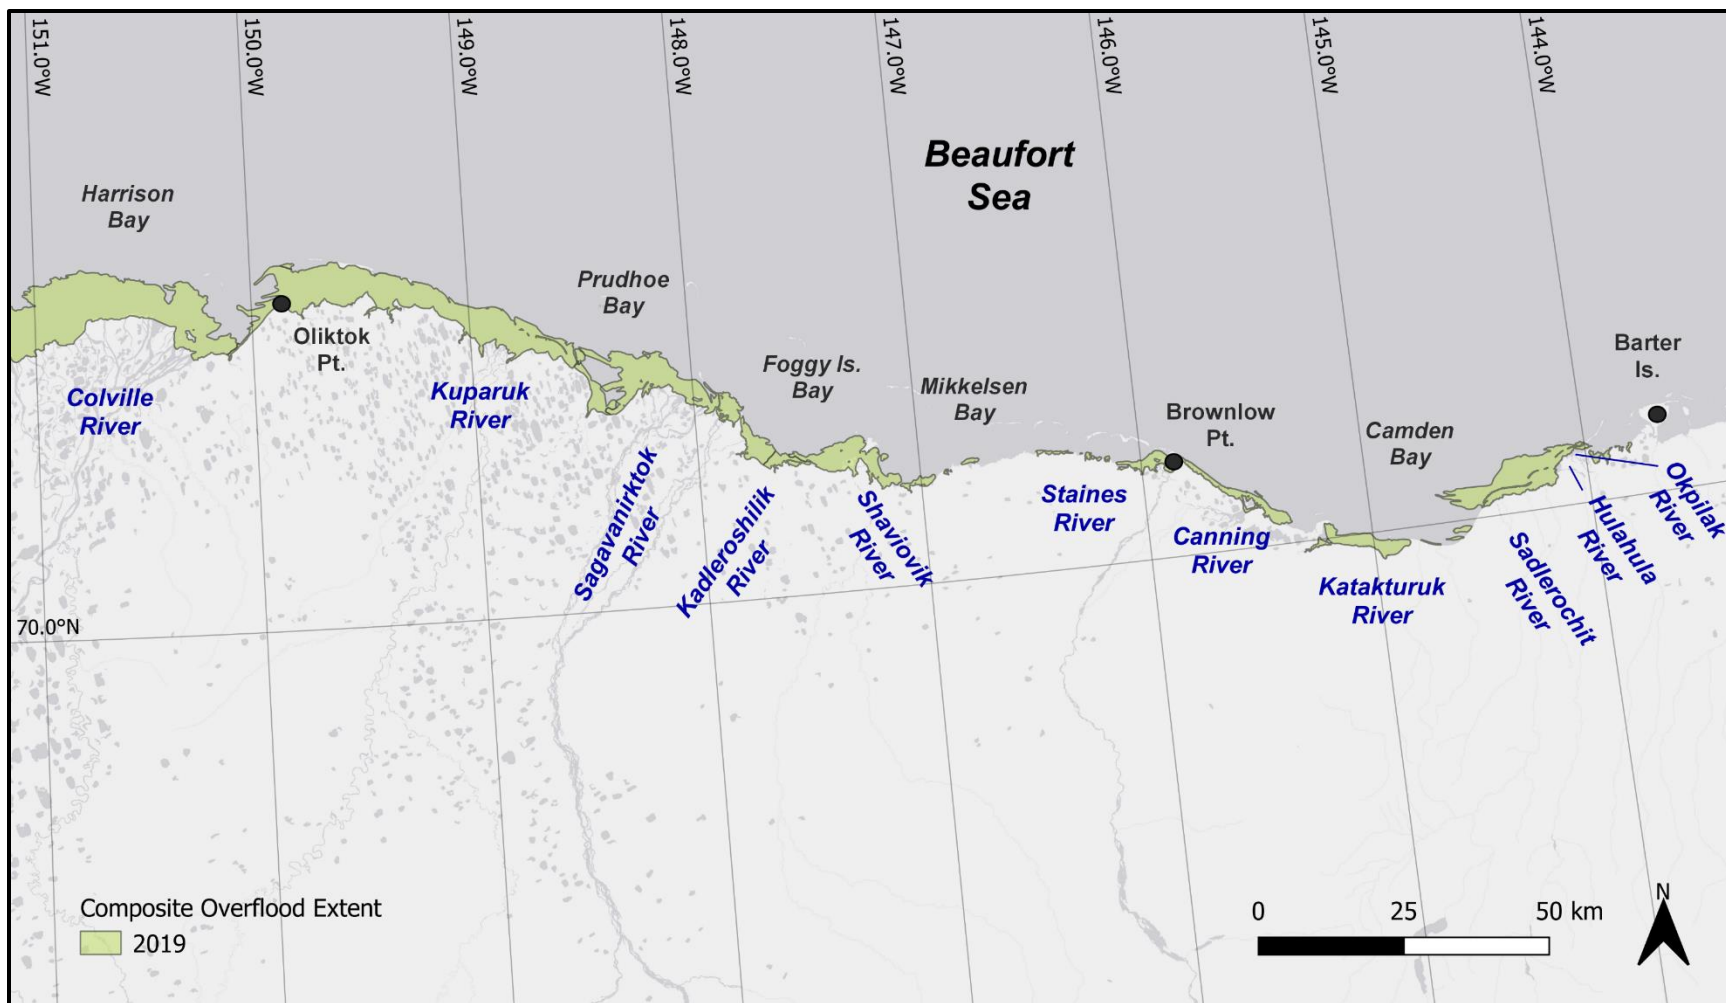 151.0°W
150.0°W
149.0°W
148.0°W
147.0°W
146.0°W
145.0°W
144.0°W
Beaufort
Sea
Harrison
Bay
Prudhoe
Bay
Foggy Is.
Bay
Mikkelsen
Bay
Camden
Bay
Barter
Is.
Oliktok
Pt.
Brownlow
Pt.
Colville
River
Kuparuk
River
Sagavanirktok
River
Kadleroshilik
River
Shaviovik
River
Staines
River
Canning
River
Katakturuk
River
Sadlerochit
River
Hulahula
River
Okpilak
River
70.0°N
Composite Overflood Extent
2019
0 25 50 km
N